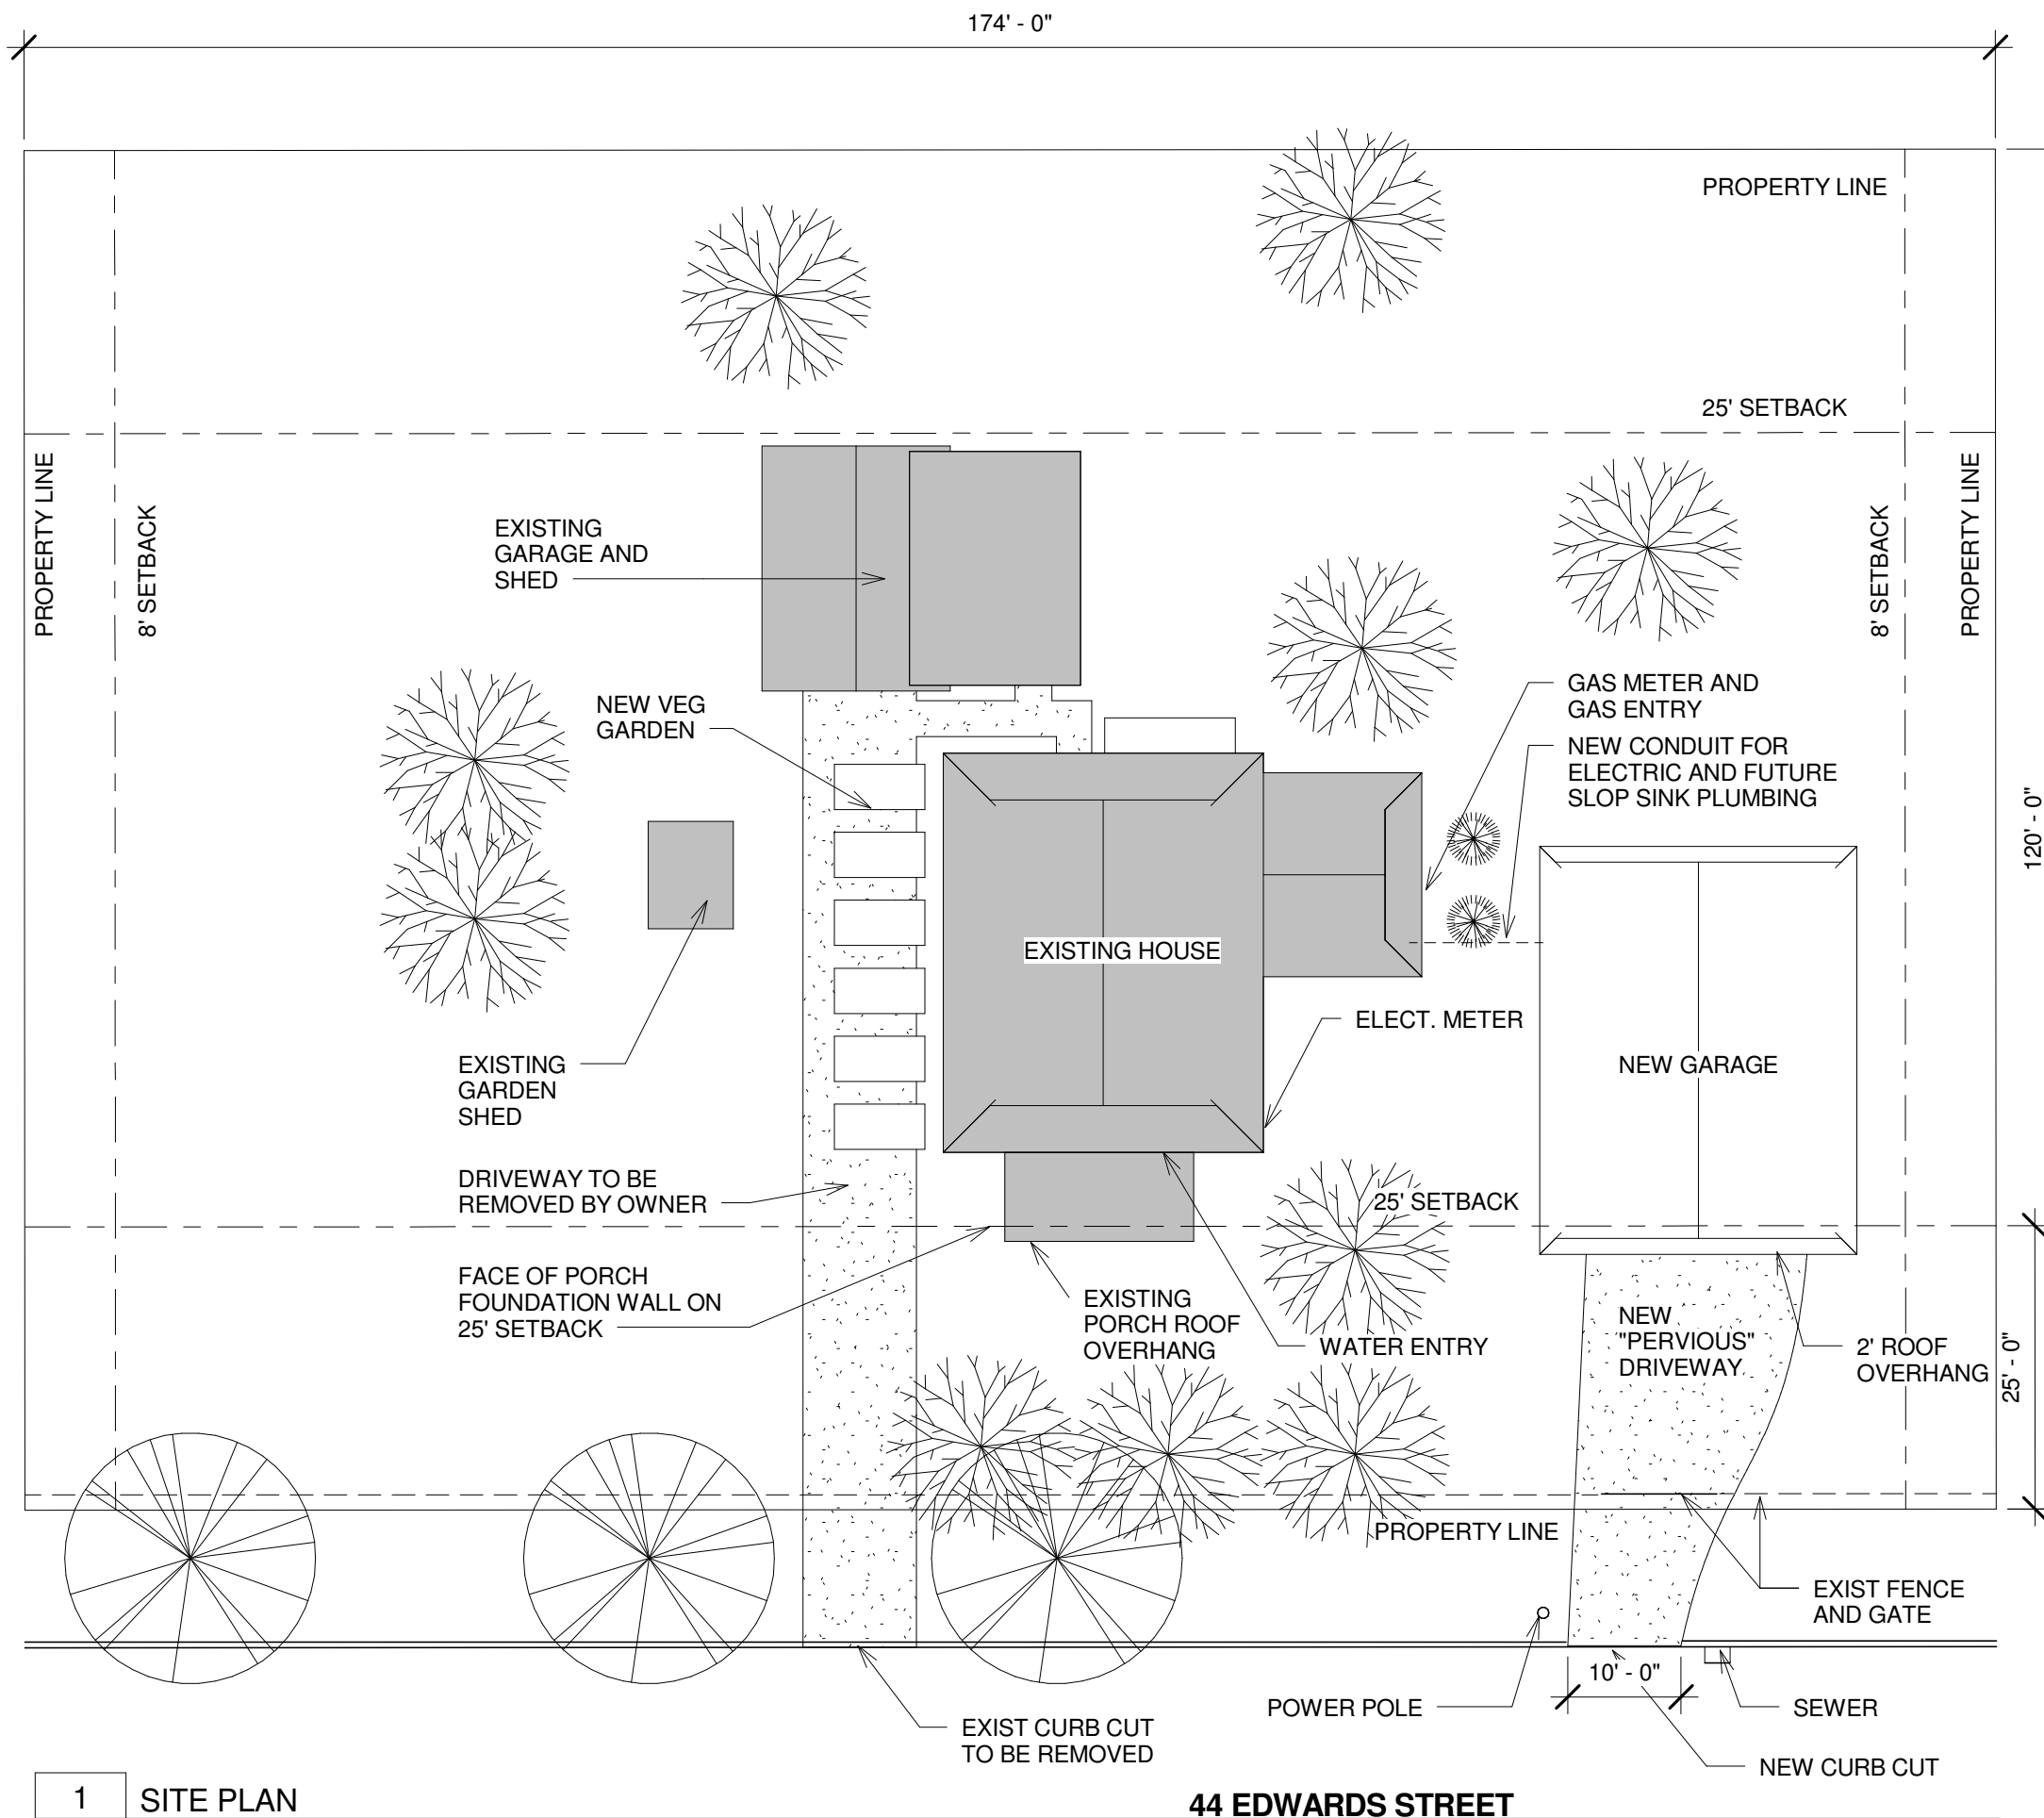 174' - 0"
PROPERTY LINE
25' SETBACK
PROPERTY LINE
8' SETBACK
EXISTING
GARAGE AND
SHED
8' SETBACK
PROPERTY LINE
NEW VEG
GARDEN
GAS METER AND
GAS ENTRY
NEW CONDUIT FOR
ELECTRIC AND FUTURE
SLOP SINK PLUMBING
120' - 0"
EXISTING HOUSE
ELECT. METER
NEW GARAGE
EXISTING
GARDEN
SHED
DRIVEWAY TO BE
REMOVED BY OWNER
25' SETBACK
FACE OF PORCH
FOUNDATION WALL ON
25' SETBACK
EXISTING
PORCH ROOF
OVERHANG
WATER ENTRY
NEW
"PERVIOUS"
DRIVEWAY
2' ROOF
OVERHANG
25' - 0"
PROPERTY LINE
EXIST FENCE
AND GATE
10' - 0"
POWER POLE
SEWER
EXIST CURB CUT
TO BE REMOVED
NEW CURB CUT
1
SITE PLAN
44 EDWARDS STREET